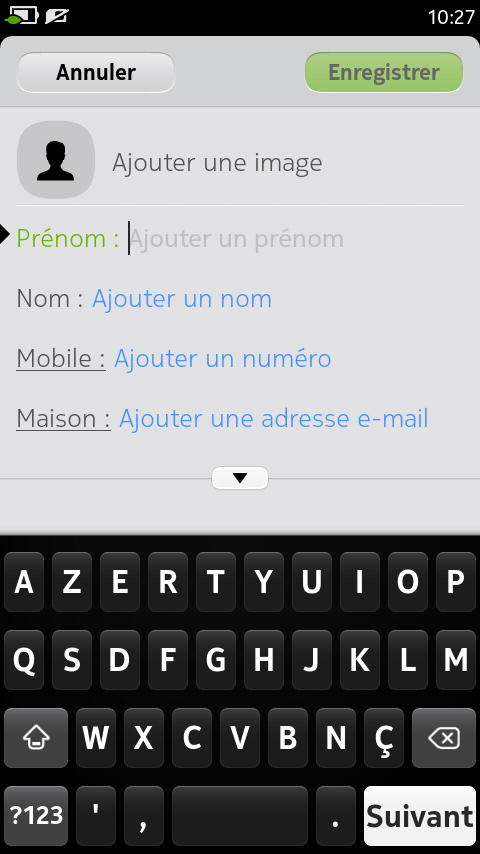 10:27
Annuler Enregistrer
Ajouter une image
Prénom : Ajouter un prénom
Nom : Ajouter un nom
Mobile : Ajouter un numéro
Maison : Ajouter une adresse e-mail
A Z E R T Y U I O P
Q S D F G H J K L M
W X C V B N Ç
?123 ' , . Suivant